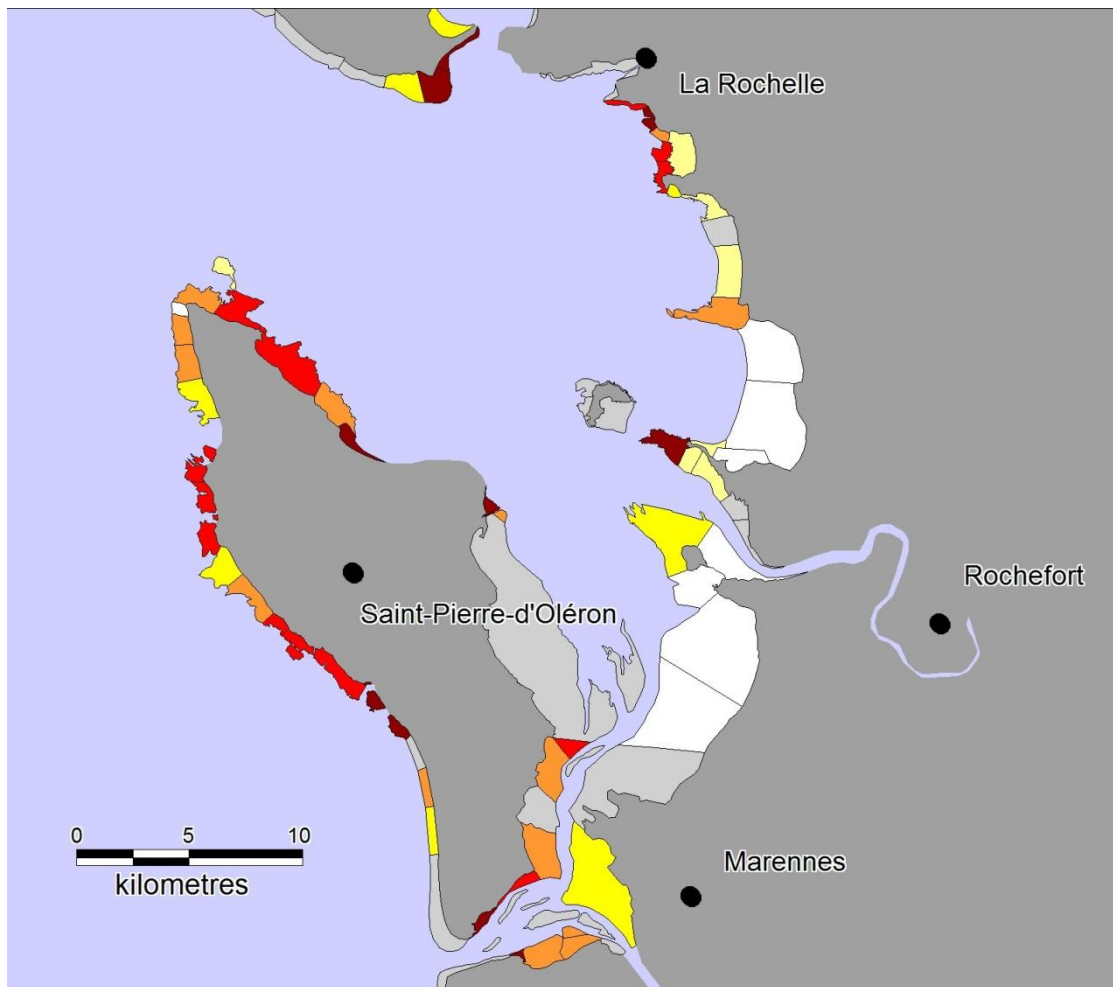 La Rochelle
Rochefort
Saint-Pierre-d'Oléron
Marennes
0 5 10
kilometres